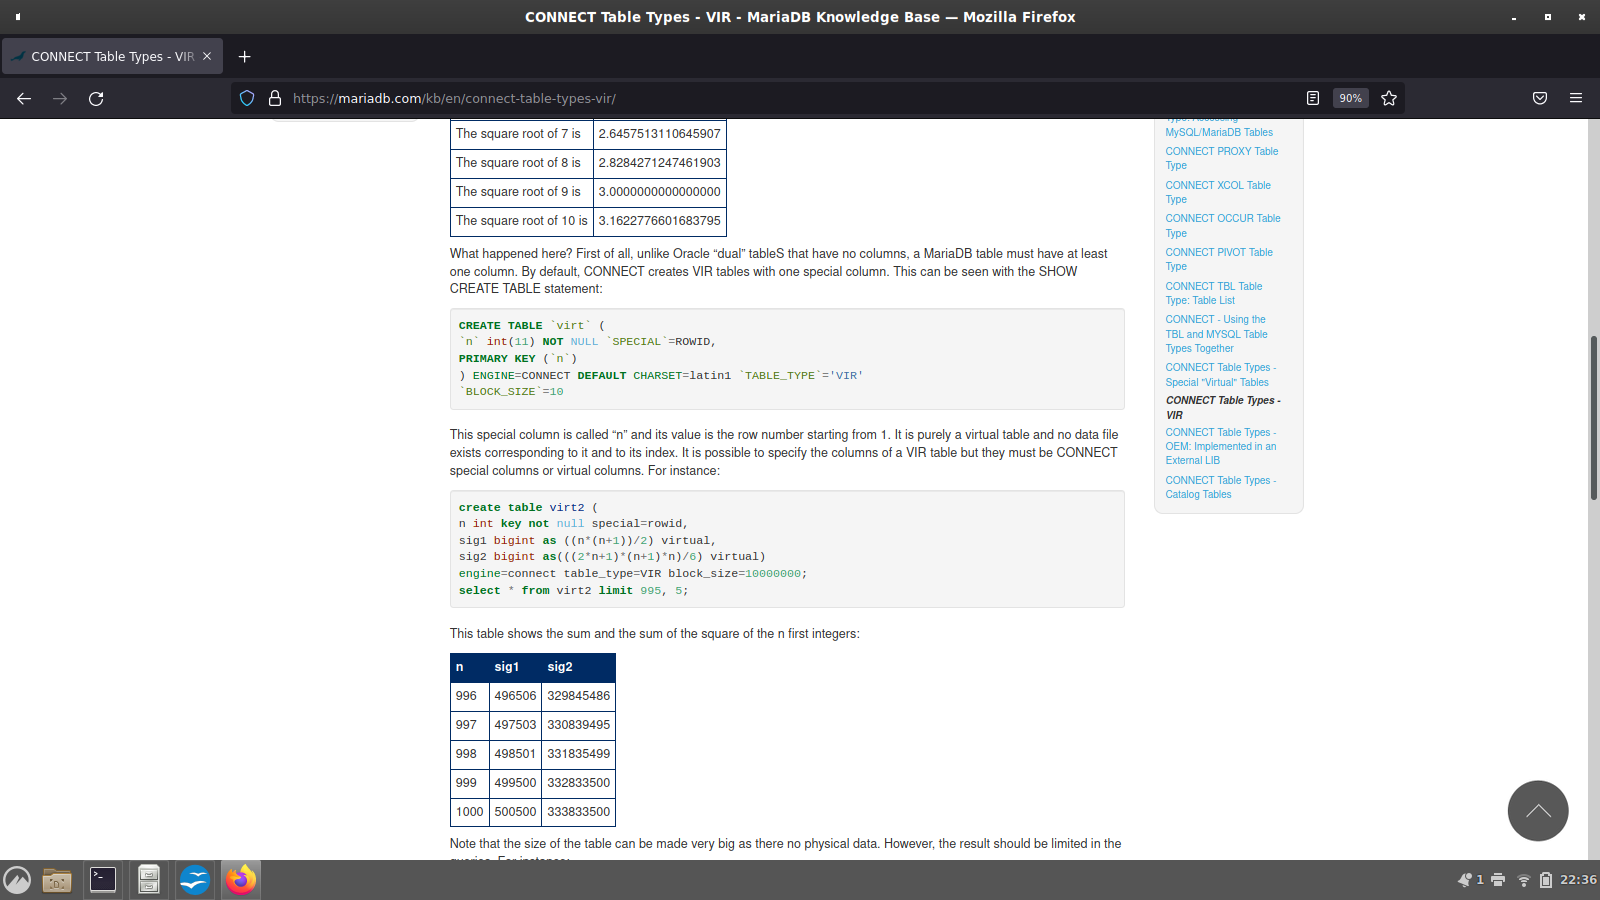 CONNECT Table Types - VIR - MariaDB Knowledge Base — Mozilla Firefox
CONNECT Table Types - VIR
https://mariadb.com/kb/en/connect-table-types-vir/
90%
The square root of 7 is 2.6457513110645907
The square root of 8 is 2.8284271247461903
The square root of 9 is 3.0000000000000000
The square root of 10 is 3.1622776601683795
What happened here? First of all, unlike Oracle “dual” tableS that have no columns, a MariaDB table must have at least
one column. By default, CONNECT creates VIR tables with one special column. This can be seen with the SHOW
CREATE TABLE statement:
CREATE TABLE `virt` (
`n` int(11) NOT NULL `SPECIAL`=ROWID,
PRIMARY KEY (`n`)
) ENGINE=CONNECT DEFAULT CHARSET=latin1 `TABLE_TYPE`='VIR'
`BLOCK_SIZE`=10
This special column is called “n” and its value is the row number starting from 1. It is purely a virtual table and no data file
exists corresponding to it and to its index. It is possible to specify the columns of a VIR table but they must be CONNECT
special columns or virtual columns. For instance:
create table virt2 (
n int key not null special=rowid,
sig1 bigint as ((n*(n+1))/2) virtual,
sig2 bigint as(((2*n+1)*(n+1)*n)/6) virtual)
engine=connect table_type=VIR block_size=10000000;
select * from virt2 limit 995, 5;
This table shows the sum and the sum of the square of the n first integers:
n sig1 sig2
996 496506 329845486
997 497503 330839495
998 498501 331835499
999 499500 332833500
1000 500500 333833500
Note that the size of the table can be made very big as there no physical data. However, the result should be limited in the
queries. For instance:
Type: Accessing
MySQL/MariaDB Tables
CONNECT PROXY Table
Type
CONNECT XCOL Table
Type
CONNECT OCCUR Table
Type
CONNECT PIVOT Table
Type
CONNECT TBL Table
Type: Table List
CONNECT - Using the
TBL and MYSQL Table
Types Together
CONNECT Table Types -
Special "Virtual" Tables
CONNECT Table Types -
VIR
CONNECT Table Types -
OEM: Implemented in an
External LIB
CONNECT Table Types -
Catalog Tables
1
22:36